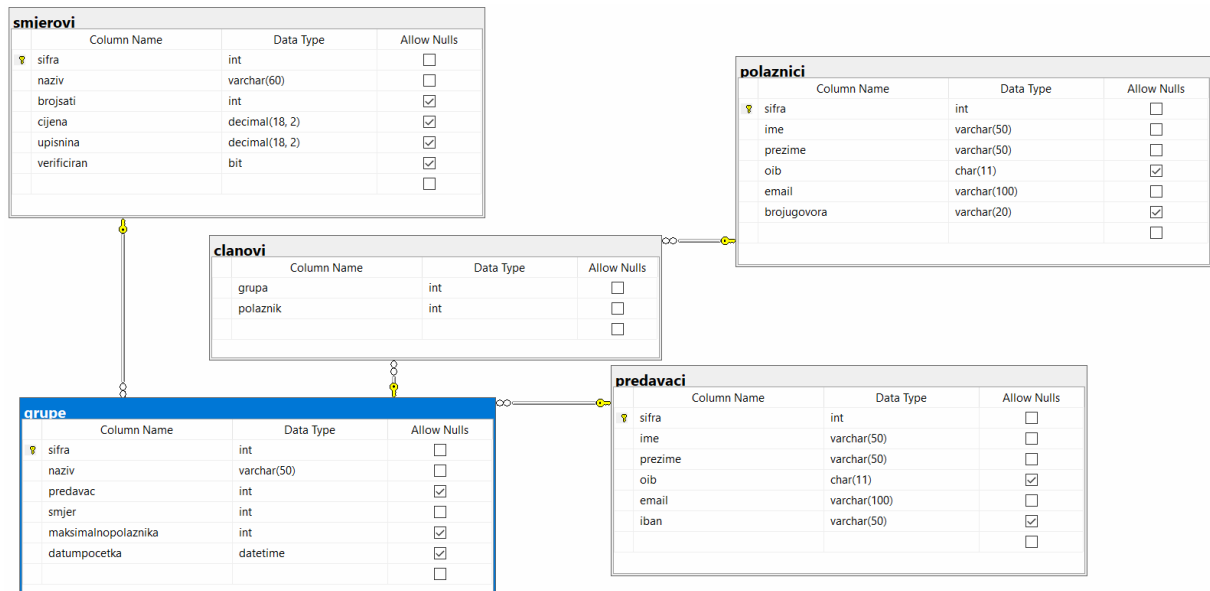 smjerovi
Column Name Data Type Allow Nulls
sifra int
naziv varchar(60)
brojsati int
cijena decimal(18, 2)
upisnina decimal(18, 2)
verificiran bit
polaznici
Column Name Data Type Allow Nulls
sifra int
ime varchar(50)
prezime varchar(50)
oib char(11)
email varchar(100)
brojugovora varchar(20)
clanovi
Column Name Data Type Allow Nulls
grupa int
polaznik int
predavaci
Column Name Data Type Allow Nulls
sifra int
ime varchar(50)
prezime varchar(50)
oib char(11)
email varchar(100)
iban varchar(50)
grupe
Column Name Data Type Allow Nulls
sifra int
naziv varchar(50)
predavac int
smjer int
maksimalnopolaznika int
datumpocetka datetime